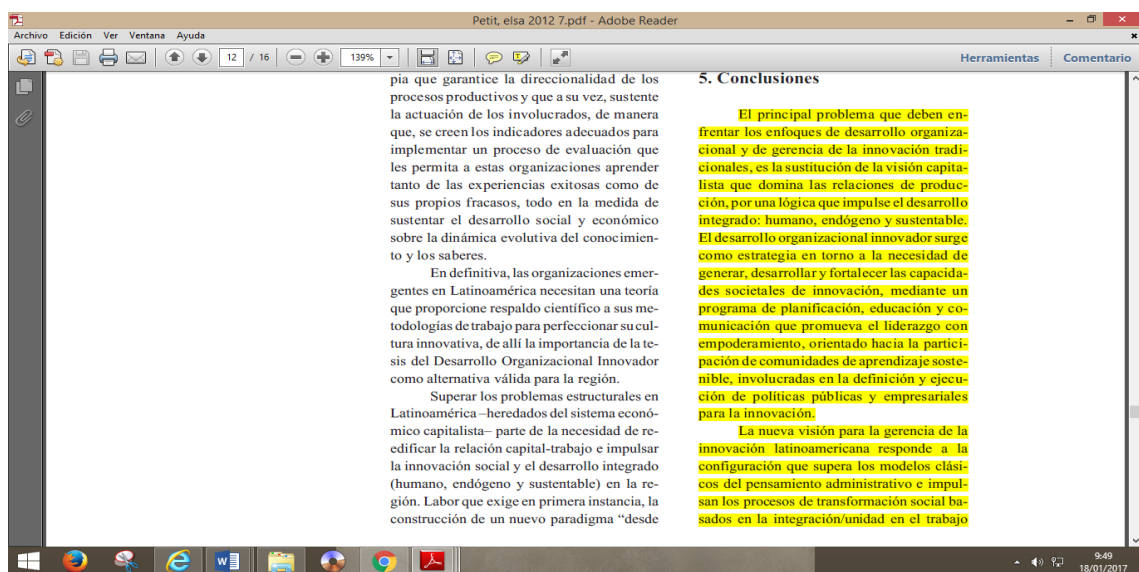 Petit, elsa 2012 7.pdf - Adobe Reader
Archivo Edición Ver Ventana Ayuda
12 / 16 139% Herramientas Comentario
pia que garantice la direccionalidad de los
procesos productivos y que a su vez, sustente
la actuación de los involucrados, de manera
que, se creen los indicadores adecuados para
implementar un proceso de evaluación que
les permita a estas organizaciones aprender
tanto de las experiencias exitosas como de
sus propios fracasos, todo en la medida de
sustentar el desarrollo social y económico
sobre la dinámica evolutiva del conocimien-
to y los saberes.
En definitiva, las organizaciones emer-
gentes en Latinoamérica necesitan una teoría
que proporcione respaldo científico a sus me-
todologías de trabajo para perfeccionar su cul-
tura innovativa, de allí la importancia de la te-
sis del Desarrollo Organizacional Innovador
como alternativa válida para la región.
Superar los problemas estructurales en
Latinoamérica –heredados del sistema econó-
mico capitalista– parte de la necesidad de re-
edificar la relación capital-trabajo e impulsar
la innovación social y el desarrollo integrado
(humano, endógeno y sustentable) en la re-
gión. Labor que exige en primera instancia, la
construcción de un nuevo paradigma “desde
5. Conclusiones
El principal problema que deben en-
frentar los enfoques de desarrollo organiza-
cional y de gerencia de la innovación tradi-
cionales, es la sustitución de la visión capita-
lista que domina las relaciones de produc-
ción, por una lógica que impulse el desarrollo
integrado: humano, endógeno y sustentable.
El desarrollo organizacional innovador surge
como estrategia en torno a la necesidad de
generar, desarrollar y fortalecer las capacida-
des societales de innovación, mediante un
programa de planificación, educación y co-
municación que promueva el liderazgo con
empoderamiento, orientado hacia la partici-
pación de comunidades de aprendizaje soste-
nible, involucradas en la definición y ejecu-
ción de políticas públicas y empresariales
para la innovación.
La nueva visión para la gerencia de la
innovación latinoamericana responde a la
configuración que supera los modelos clási-
cos del pensamiento administrativo e impul-
san los procesos de transformación social ba-
sados en la integración/unidad en el trabajo
9:49
18/01/2017